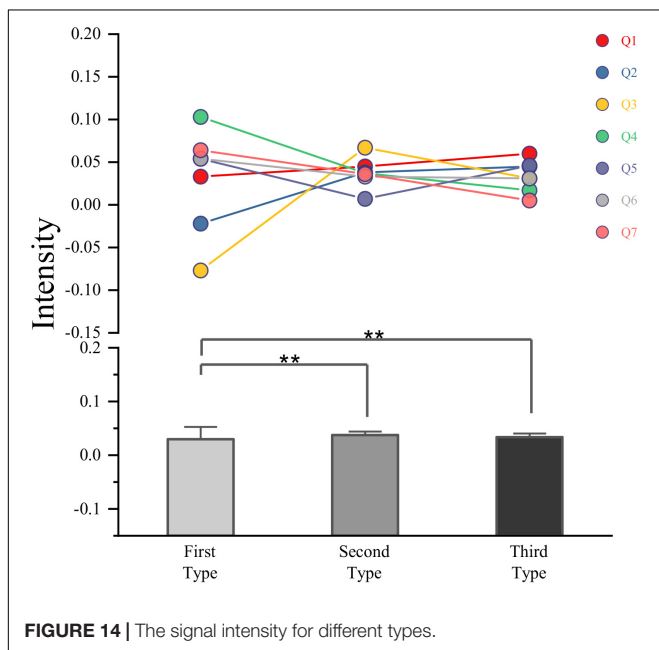 0.20
0.15
0.10
0.05
0.00
-0.05
-0.10
-0.15
Intensity
Q1
Q2
Q3
Q4
Q5
Q6
Q7
**
**
0.2
0.1
0.0
-0.1
First
Type
Second
Type
Third
Type
FIGURE 14 | The signal intensity for different types.